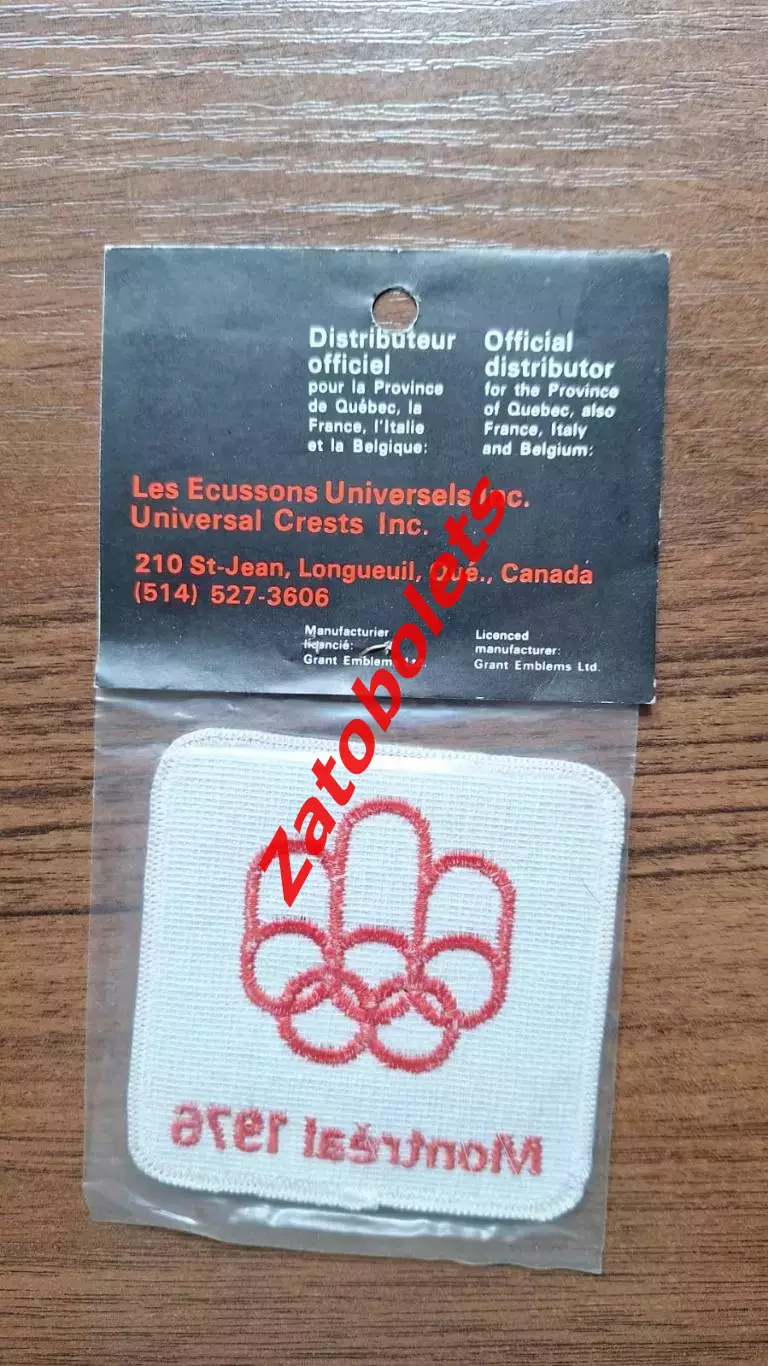 Distributeur
officiel
pour la Province
de Québec, la
France, l'Italie
et la Belgique:
Official
distributor
for the Province
of Quebec, also
France, Italy
and Belgium:
Les Ecussons Universels Inc.
Universal Crests Inc.
210 St-Jean, Longueuil, Qué., Canada
(514) 527-3606
Manufacturier
licencié:
Grant Emblems Ltd.
Licenced
manufacturer:
Grant Emblems Ltd.
Zatobolets
Montréal 1976